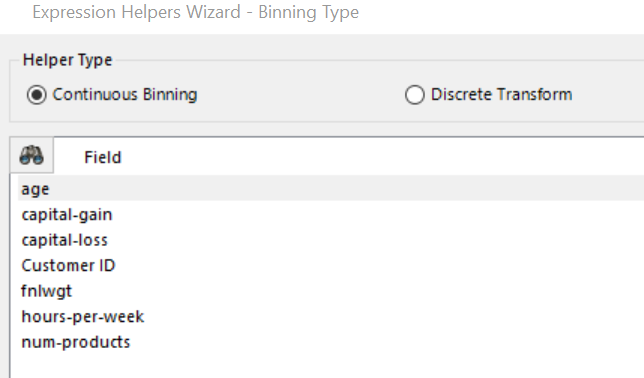 Expression Helpers Wizard - Binning Type
Helper Type
Continuous Binning Discrete Transform
Field
age
capital-gain
capital-loss
Customer ID
fnlwgt
hours-per-week
num-products